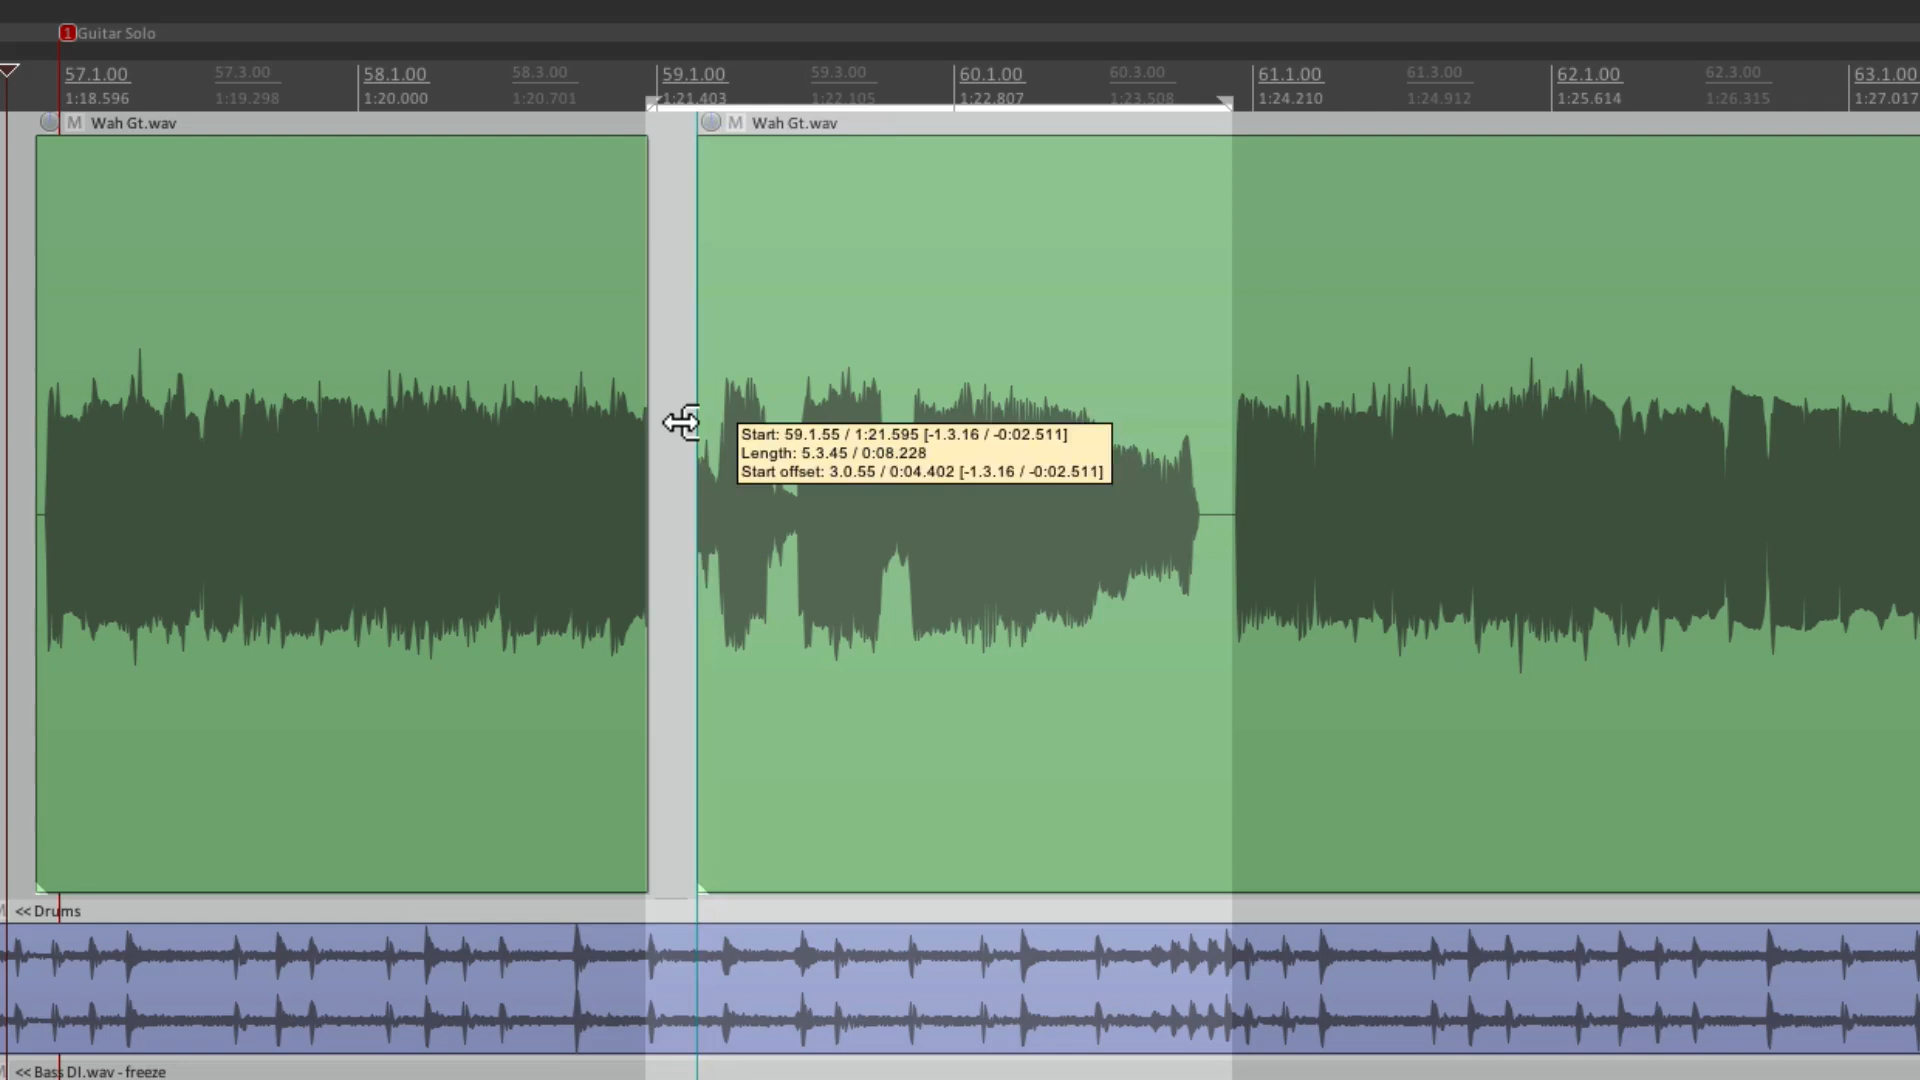 1 Guitar Solo
57.1.00 57.3.00 58.1.00 58.3.00 59.1.00 59.3.00 60.1.00 60.3.00 61.1.00 61.3.00 62.1.00 62.3.00 63.1.00
1:18.596 1:19.298 1:20.000 1:20.701 1:21.403 1:22.105 1:22.807 1:23.508 1:24.210 1:24.912 1:25.614 1:26.315 1:27.017
M Wah Gt.wav M Wah Gt.wav
Start: 59.1.55 / 1:21.595 [-1.3.16 / -0:02.511]
Length: 5.3.45 / 0:08.228
Start offset: 3.0.55 / 0:04.402 [-1.3.16 / -0:02.511]
<< Drums
<< Bass DI.wav - freeze